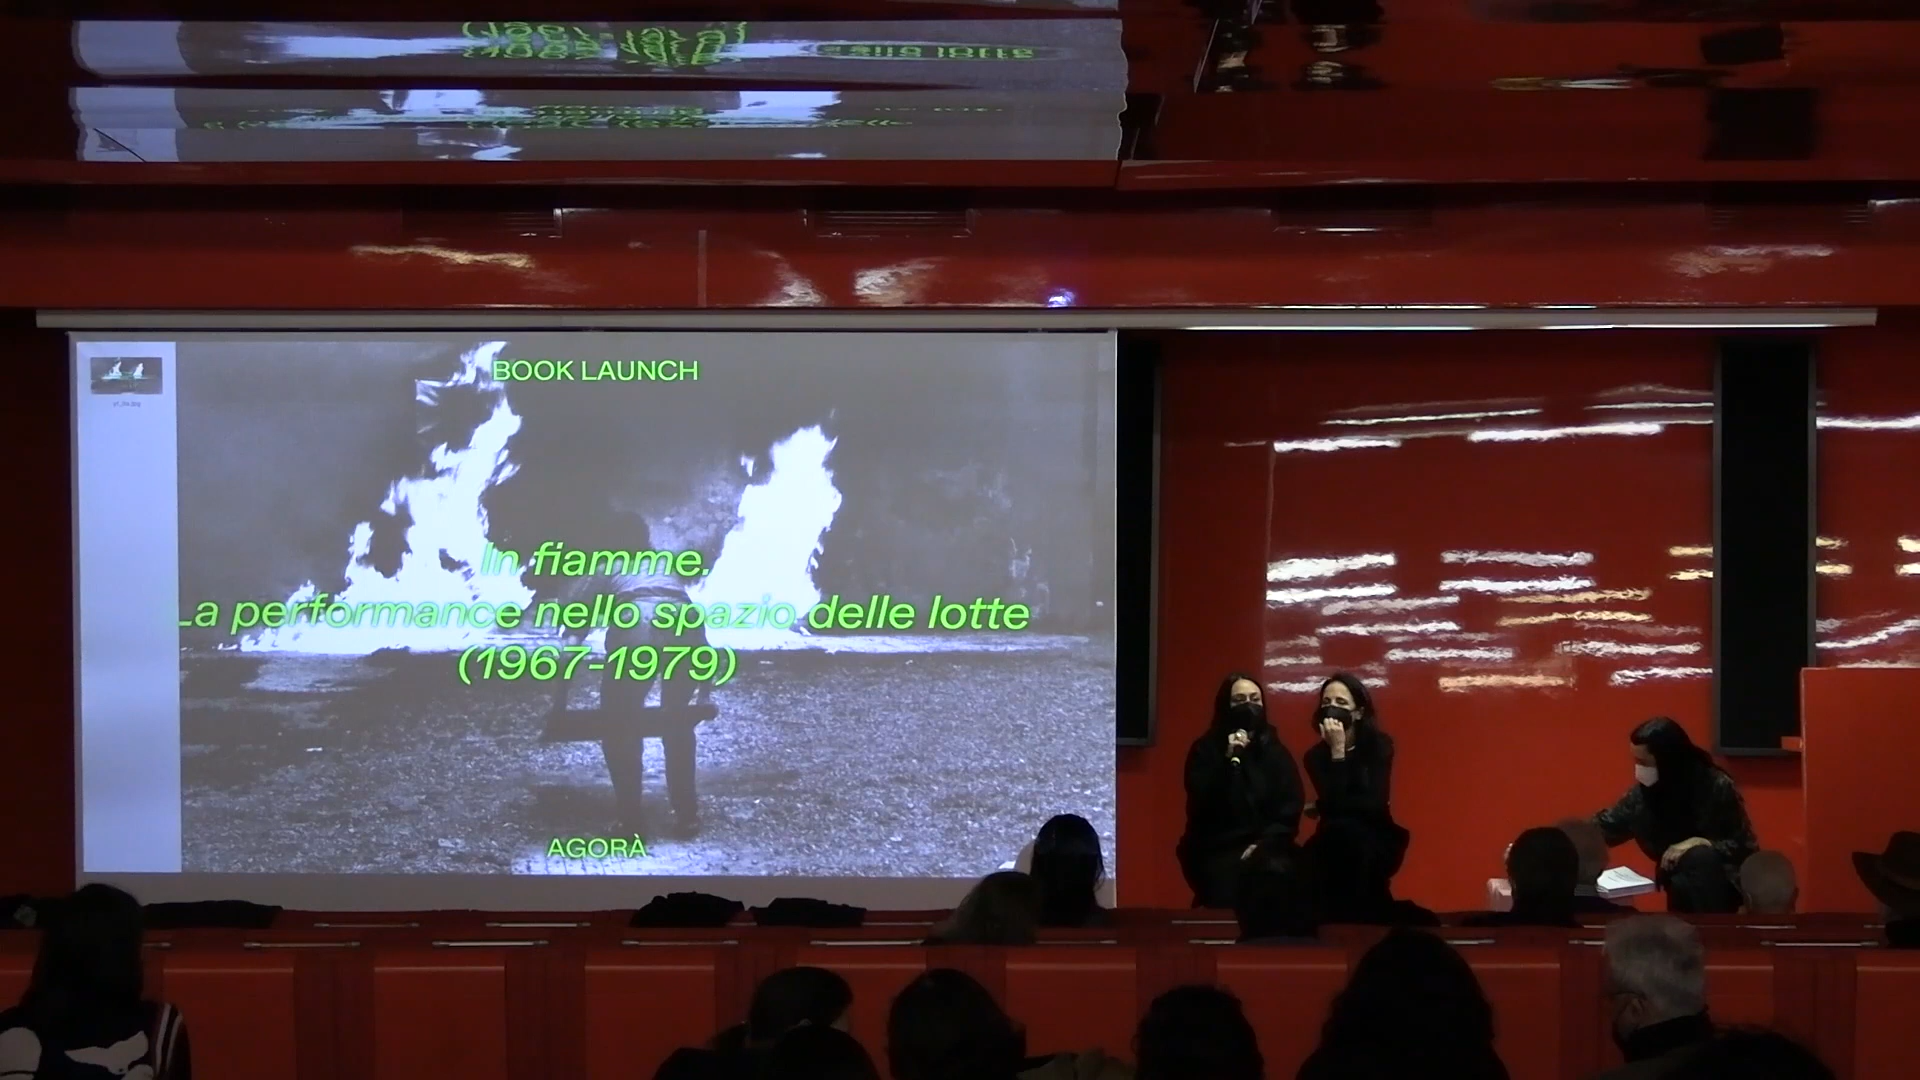 BOOK LAUNCH
In fiamme.
La performance nello spazio delle lotte
(1967-1979)
AGORÀ